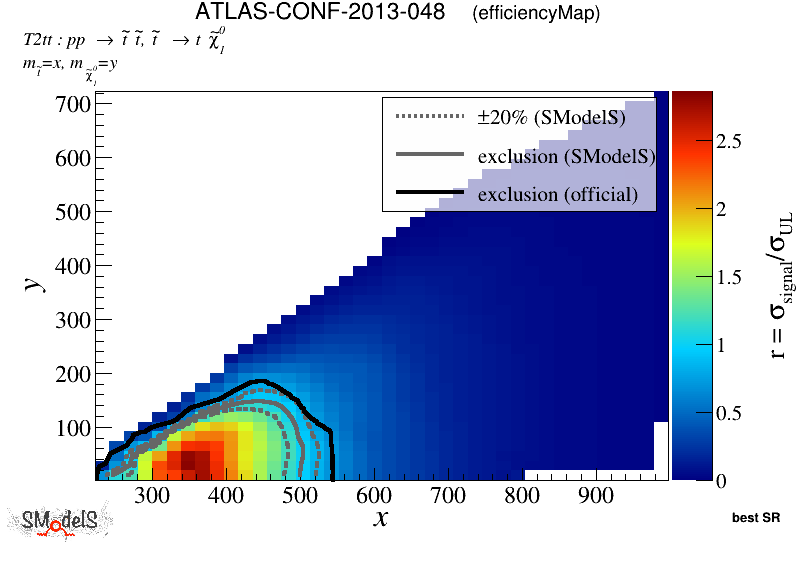 ATLAS-CONF-2013-048 (efficiencyMap)
T2tt : pp → t̃ t̃, t̃ → t χ̃⁰₁
m_t̃=x, m_χ̃⁰₁=y
±20% (SModelS)
exclusion (SModelS)
exclusion (official)
700
600
500
400
300
200
100
y
300 400 500 600 700 800 900
x
2.5
2
1.5
1
0.5
0
r = σ_signal/σ_UL
SModelS
best SR